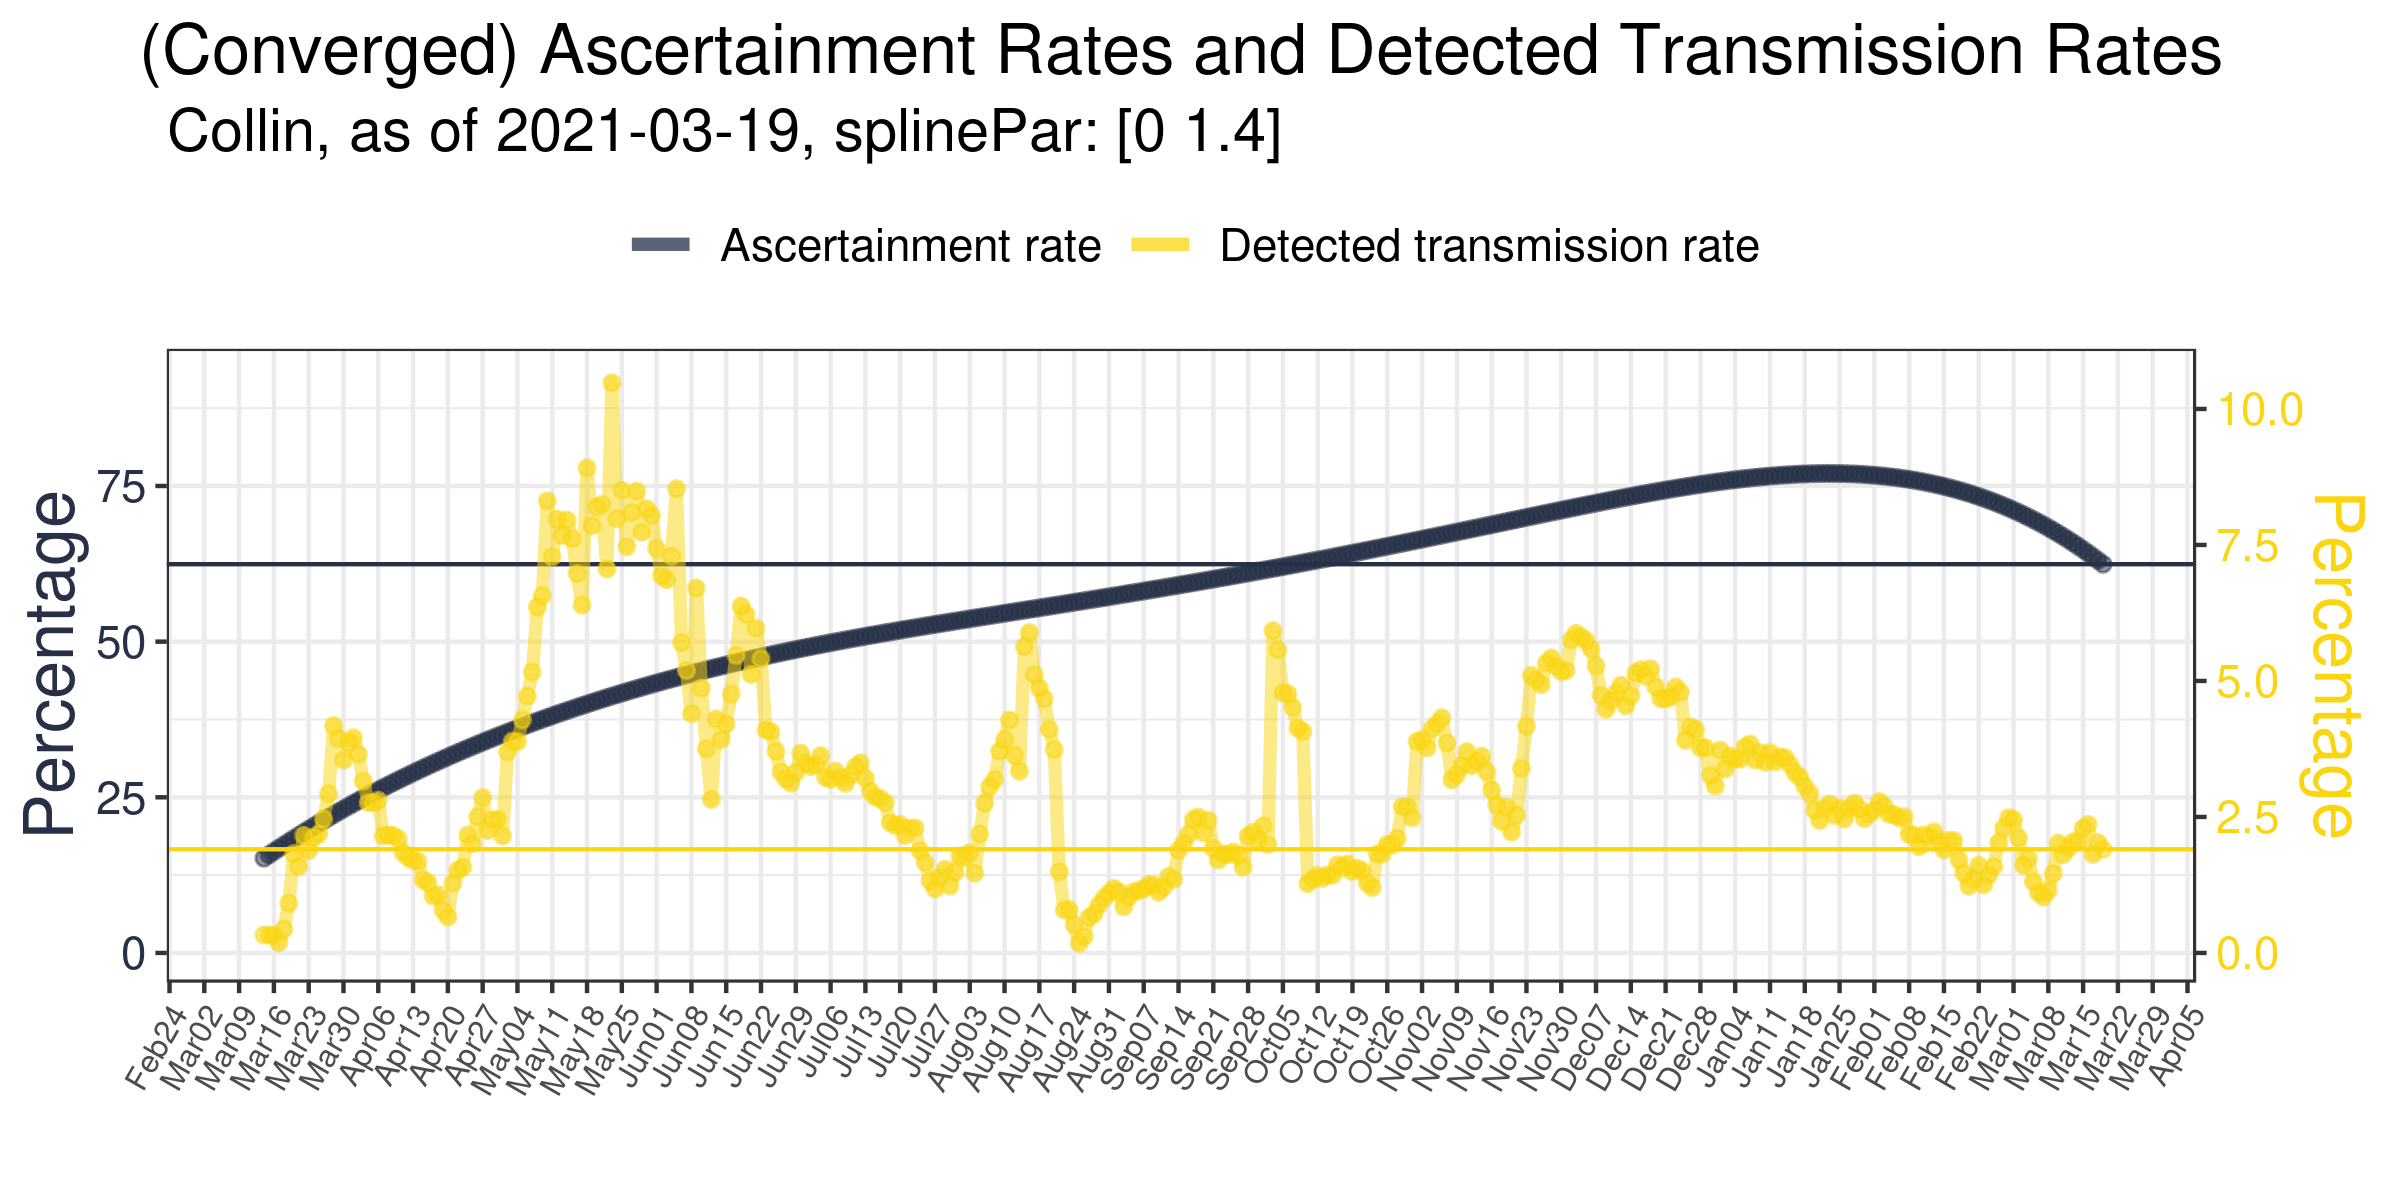 (Converged) Ascertainment Rates and Detected Transmission Rates
Collin, as of 2021-03-19, splinePar: [0 1.4]
Ascertainment rate
Detected transmission rate
Percentage
75
50
25
0
10.0
7.5
5.0
2.5
0.0
Percentage
Feb24
Mar02
Mar09
Mar16
Mar23
Mar30
Apr06
Apr13
Apr20
Apr27
May04
May11
May18
May25
Jun01
Jun08
Jun15
Jun22
Jun29
Jul06
Jul13
Jul20
Jul27
Aug03
Aug10
Aug17
Aug24
Aug31
Sep07
Sep14
Sep21
Sep28
Oct05
Oct12
Oct19
Oct26
Nov02
Nov09
Nov16
Nov23
Nov30
Dec07
Dec14
Dec21
Dec28
Jan04
Jan11
Jan18
Jan25
Feb01
Feb08
Feb15
Feb22
Mar01
Mar08
Mar15
Mar22
Mar29
Apr05